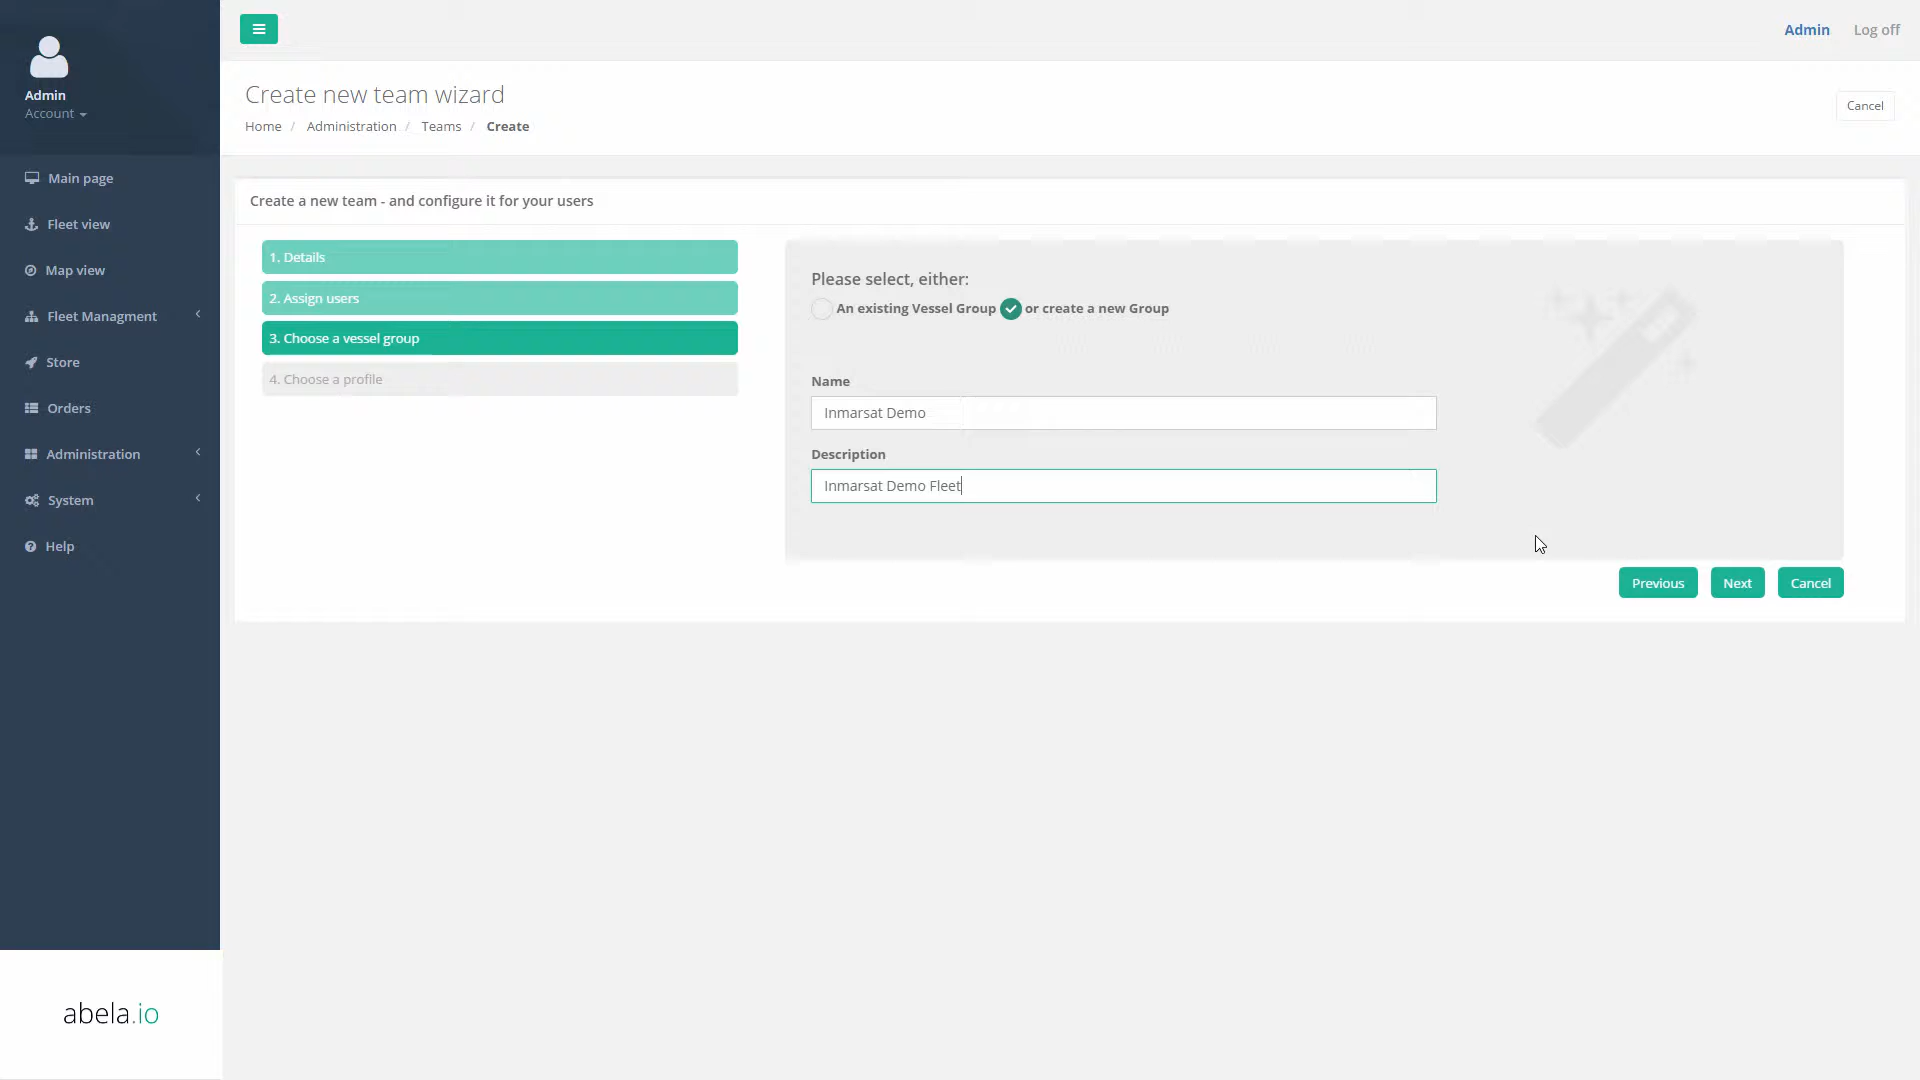 Admin
Account
Main page
Fleet view
Map view
Fleet Managment
Store
Orders
Administration
System
Help
abela.io
Admin Log off
Create new team wizard
Home / Administration / Teams / Create
Cancel
Create a new team - and configure it for your users
1. Details
2. Assign users
3. Choose a vessel group
4. Choose a profile
Please select, either:
An existing Vessel Group or create a new Group
Name
Inmarsat Demo
Description
Inmarsat Demo Fleet
Previous Next Cancel